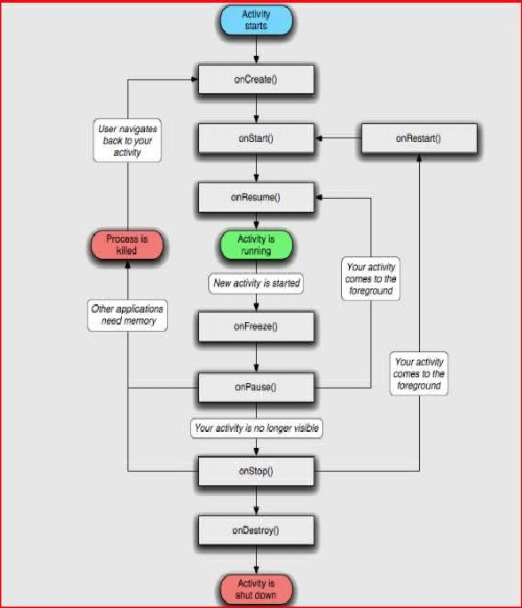 Activity
starts
onCreate()
User navigates
back to your
activity
onStart()
onRestart()
onResume()
Process is
killed
Activity is
running
New activity is started
Your activity
comes to the
foreground
Other applications
need memory
onFreeze()
Your activity
comes to the
foreground
onPause()
Your activity is no longer visible
onStop()
onDestroy()
Activity is
shut down